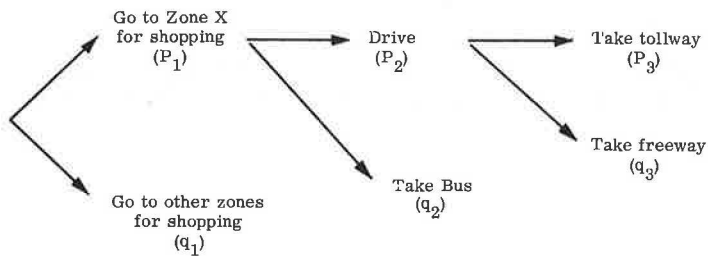 Go to Zone X
for shopping
(P1)
Drive
(P2)
Take tollway
(P3)
Take freeway
(q3)
Take Bus
(q2)
Go to other zones
for shopping
(q1)